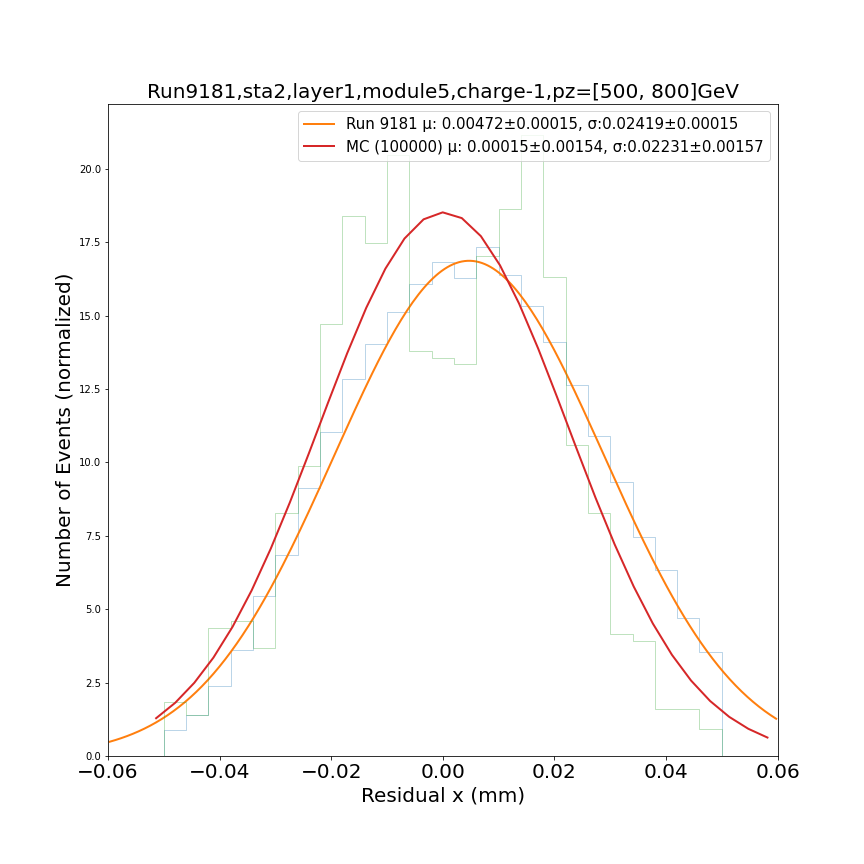 Run9181,sta2,layer1,module5,charge-1,pz=[500, 800]GeV
Run 9181 μ: 0.00472±0.00015, σ:0.02419±0.00015
MC (100000) μ: 0.00015±0.00154, σ:0.02231±0.00157
20.0
17.5
15.0
12.5
10.0
7.5
5.0
2.5
0.0
Number of Events (normalized)
−0.06 −0.04 −0.02 0.00 0.02 0.04 0.06
Residual x (mm)